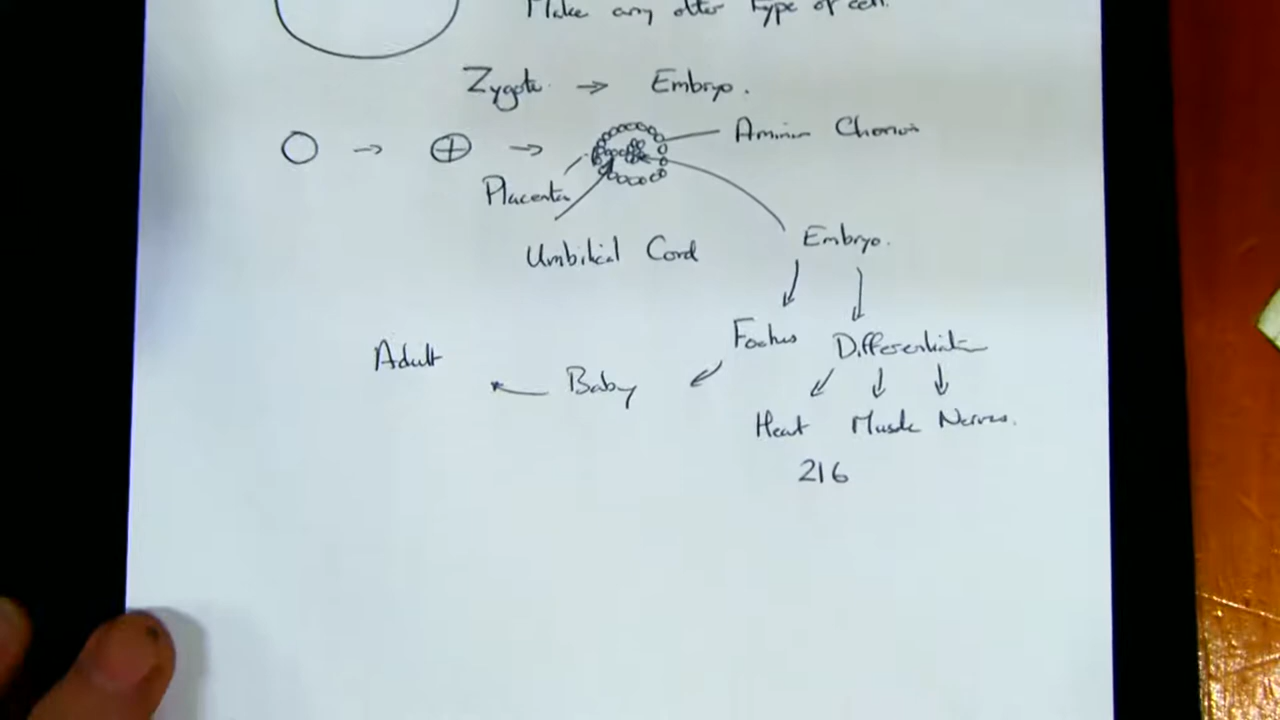 Make any other type of cell.
Zygote → Embryo.
Amnion Chorion
Placenta
Umbilical Cord
Embryo.
Foetus Differentiation
Adult
Baby
Heart Muscle Nerves.
216